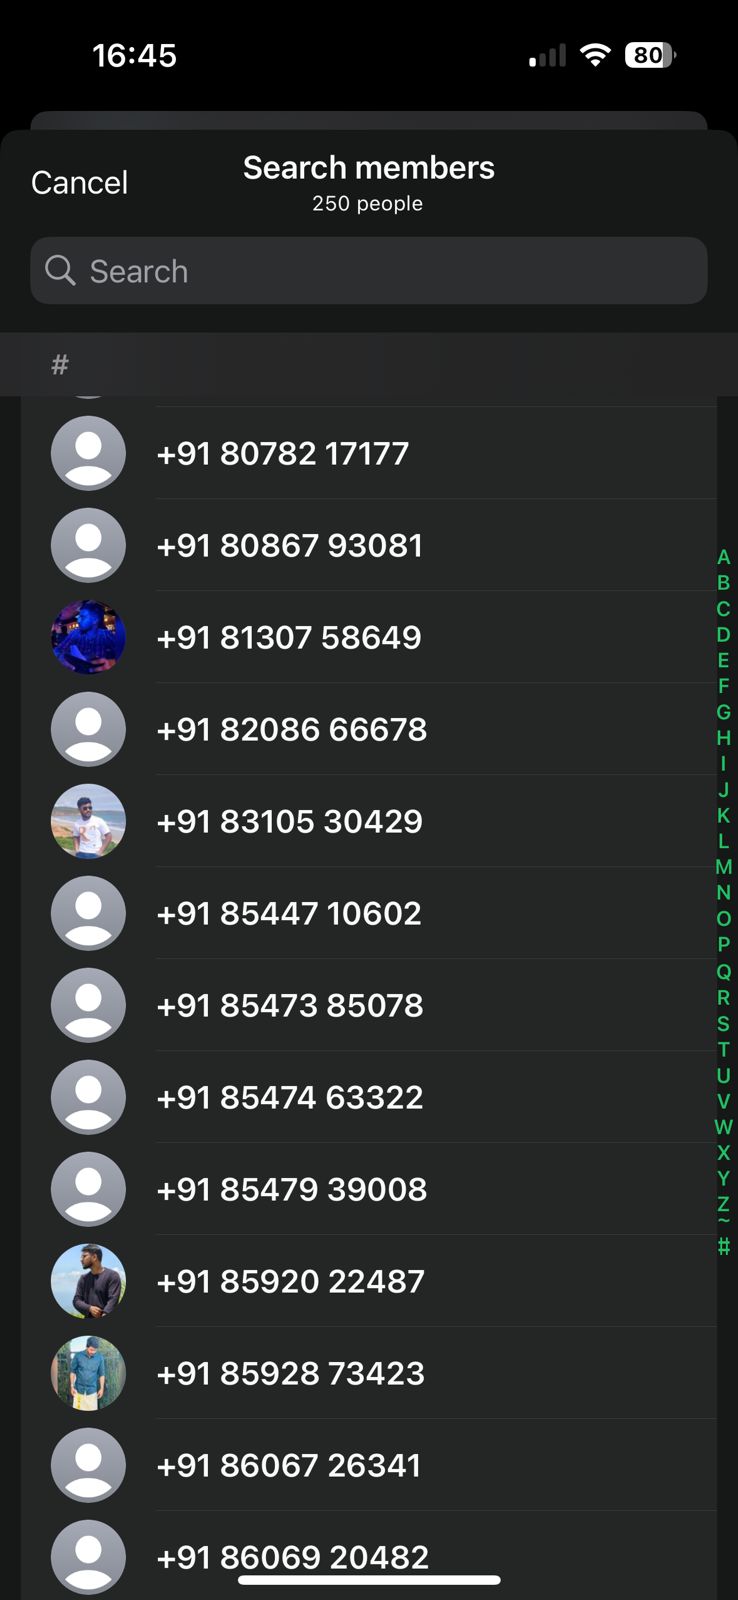 16:45
80
Cancel
Search members
250 people
Search
#
+91 80782 17177
+91 80867 93081
+91 81307 58649
+91 82086 66678
+91 83105 30429
+91 85447 10602
+91 85473 85078
+91 85474 63322
+91 85479 39008
+91 85920 22487
+91 85928 73423
+91 86067 26341
+91 86069 20482
A
B
C
D
E
F
G
H
I
J
K
L
M
N
O
P
Q
R
S
T
U
V
W
X
Y
Z
~
#